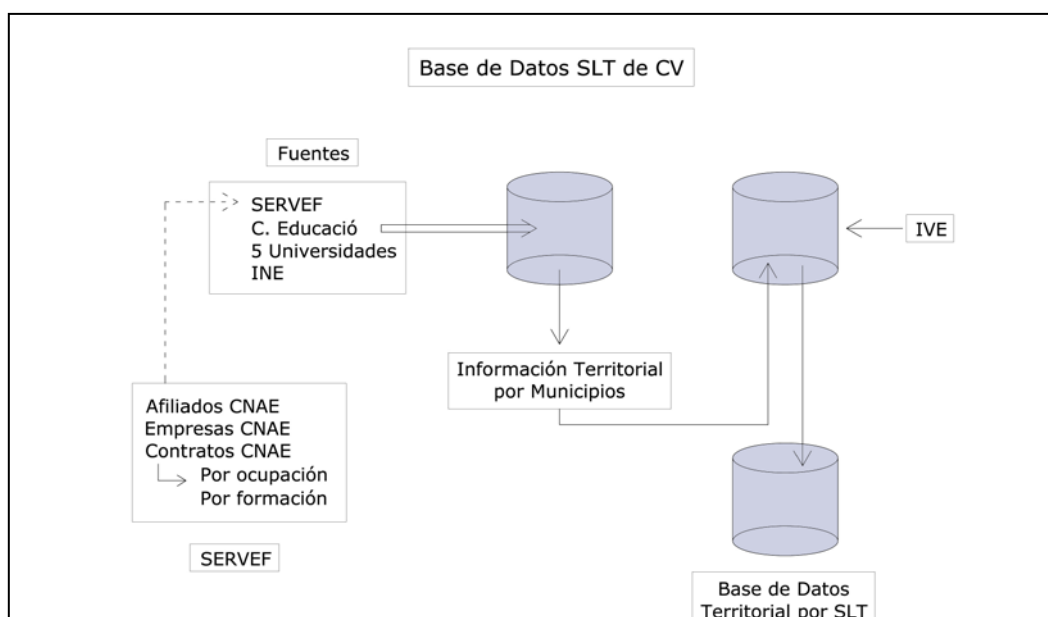 Base de Datos SLT de CV
Fuentes
SERVEF
C. Educació
5 Universidades
INE
IVE
Información Territorial
por Municipios
Afiliados CNAE
Empresas CNAE
Contratos CNAE
Por ocupación
Por formación
SERVEF
Base de Datos
Territorial por SLT